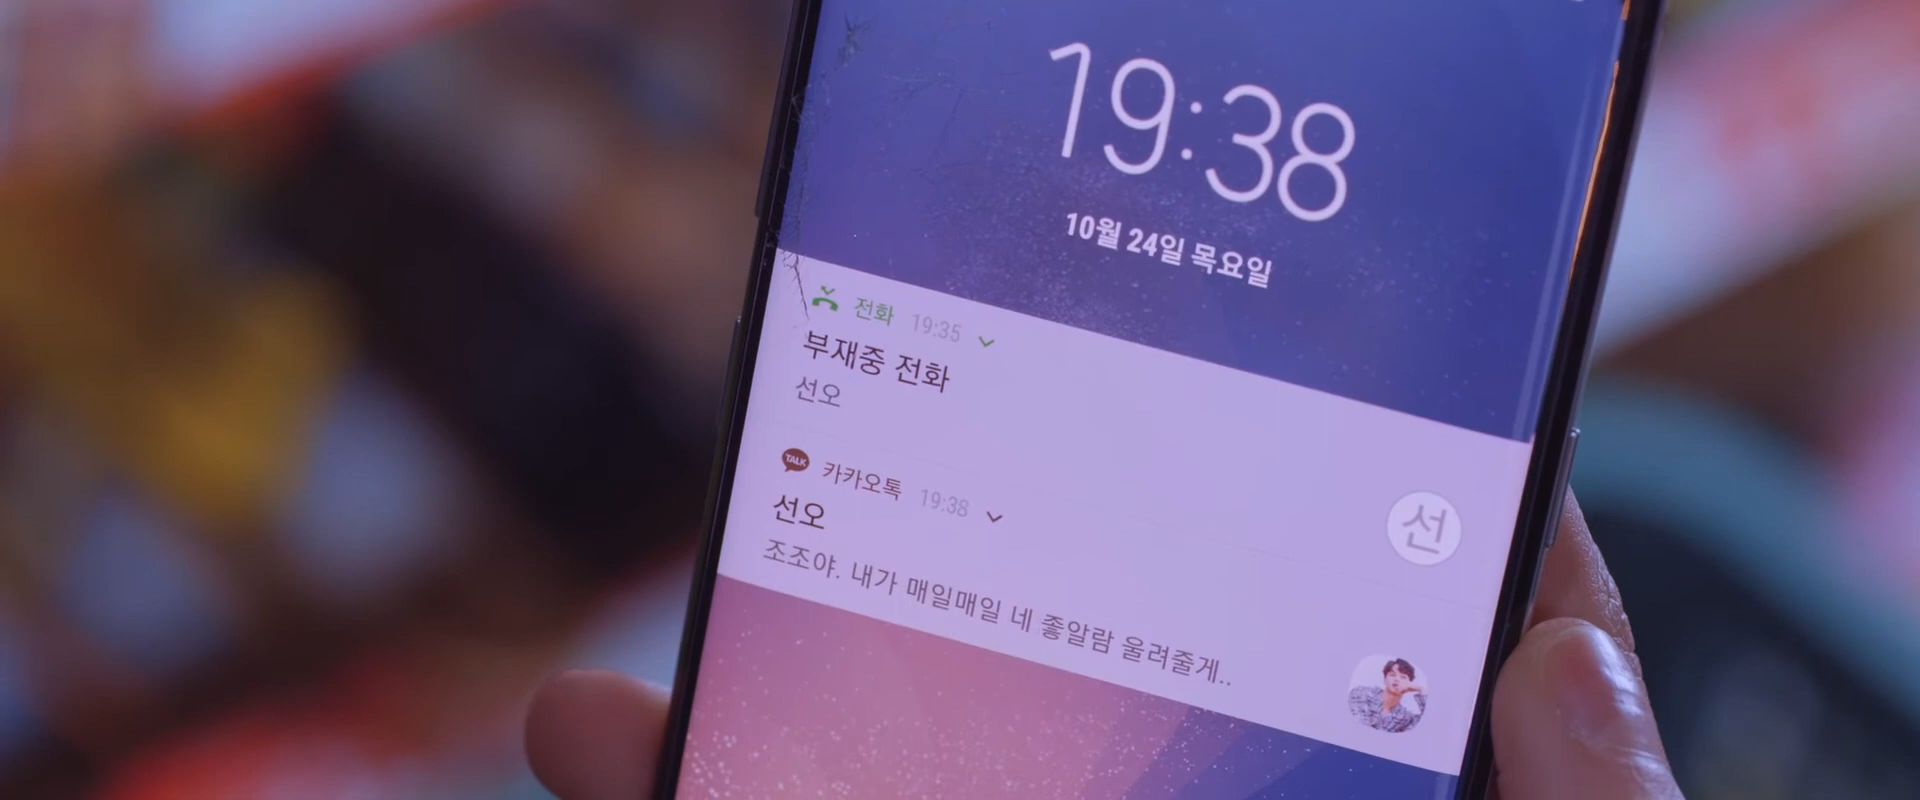 19:38
10월 24일 목요일
전화 19:35
부재중 전화
선오
TALK 카카오톡 19:38
선오
선
조조야. 내가 매일매일 네 좋알람 울려줄게..